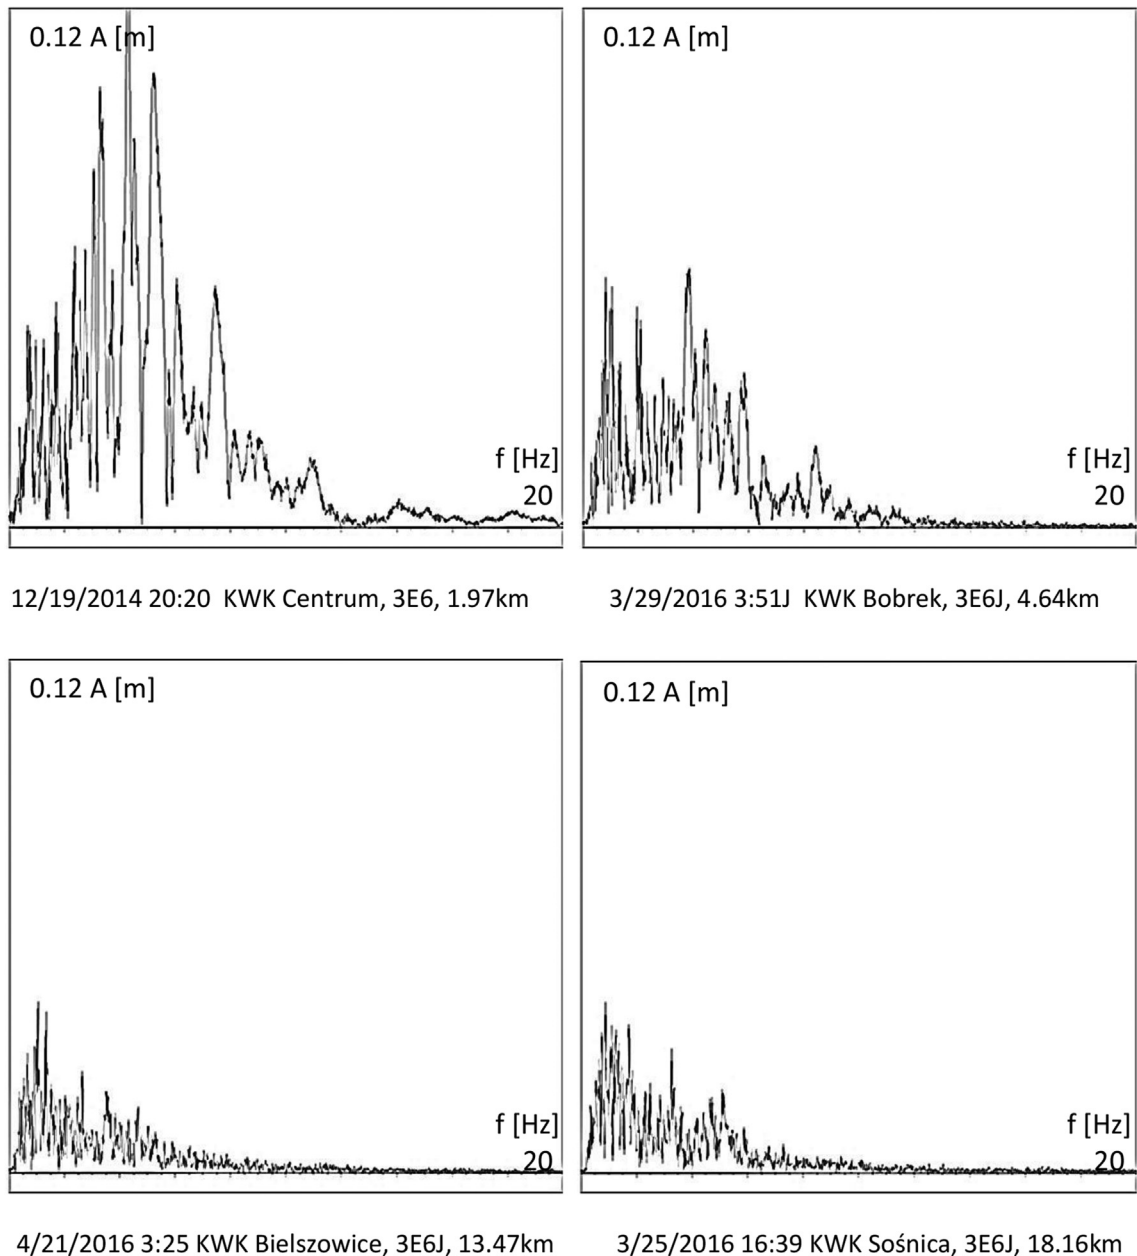 0.12 A [m]
f [Hz]
20
12/19/2014 20:20 KWK Centrum, 3E6, 1.97km
0.12 A [m]
f [Hz]
20
3/29/2016 3:51J KWK Bobrek, 3E6J, 4.64km
0.12 A [m]
f [Hz]
20
4/21/2016 3:25 KWK Bielszowice, 3E6J, 13.47km
0.12 A [m]
f [Hz]
20
3/25/2016 16:39 KWK Sośnica, 3E6J, 18.16km